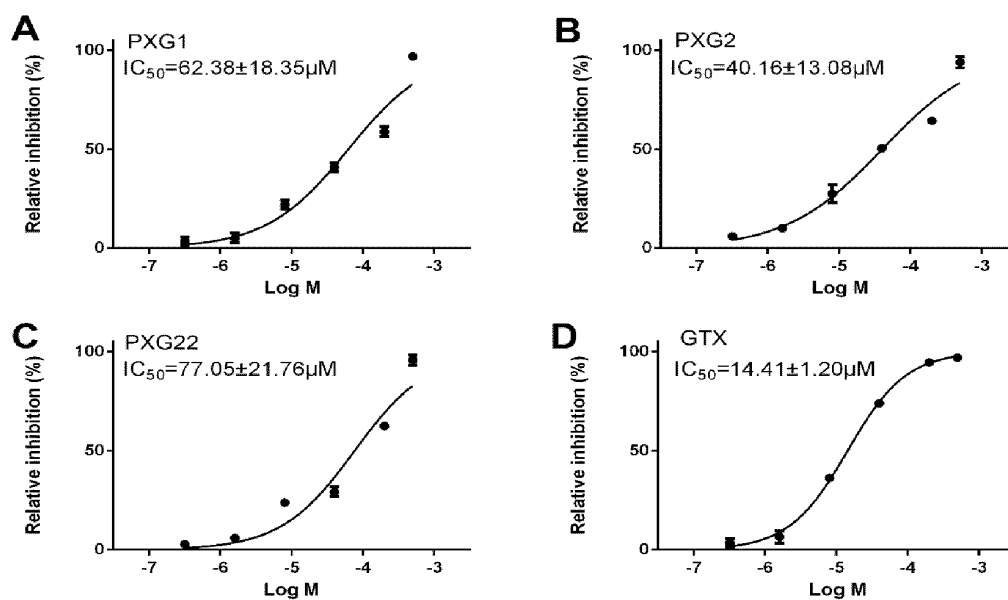 A
PXG1
IC50=62.38±18.35µM
Relative inhibition (%)
100
50
0
-7 -6 -5 -4 -3
Log M
B
PXG2
IC50=40.16±13.08µM
Relative inhibition (%)
100
50
0
-7 -6 -5 -4 -3
Log M
C
PXG22
IC50=77.05±21.76µM
Relative inhibition (%)
100
50
0
-7 -6 -5 -4 -3
Log M
D
GTX
IC50=14.41±1.20µM
Relative inhibition (%)
100
50
0
-7 -6 -5 -4 -3
Log M